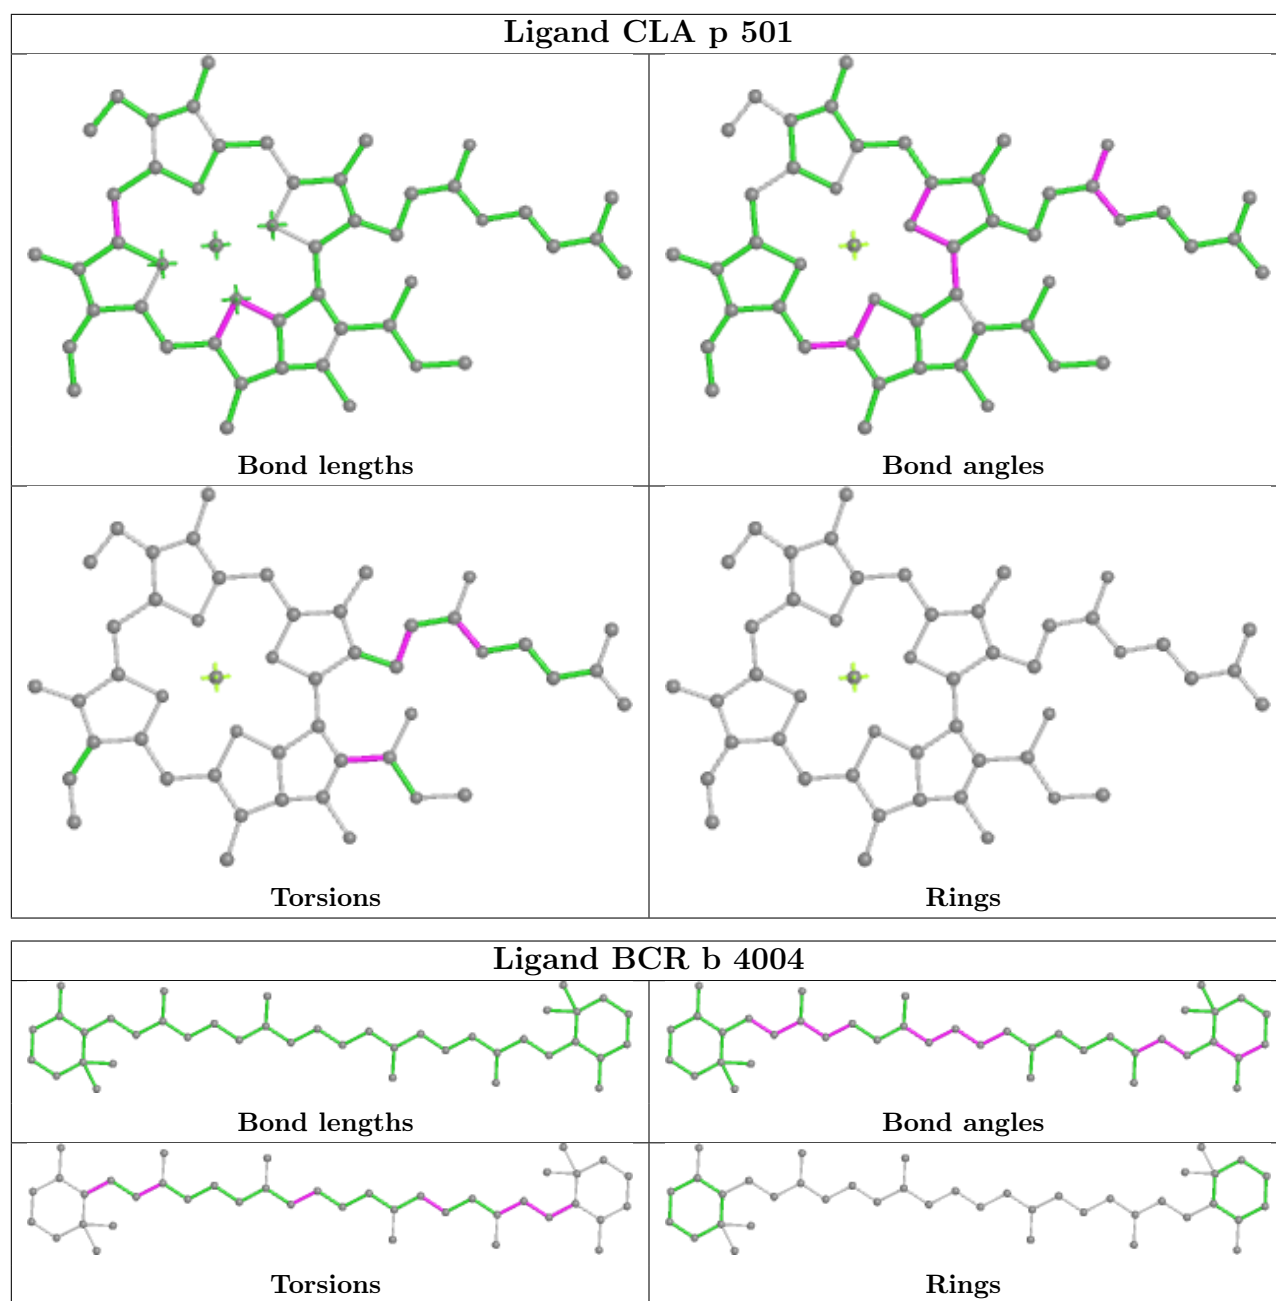 Ligand CLA p 501
Bond lengths
Bond angles
Torsions
Rings
Ligand BCR b 4004
Bond lengths
Bond angles
Torsions
Rings